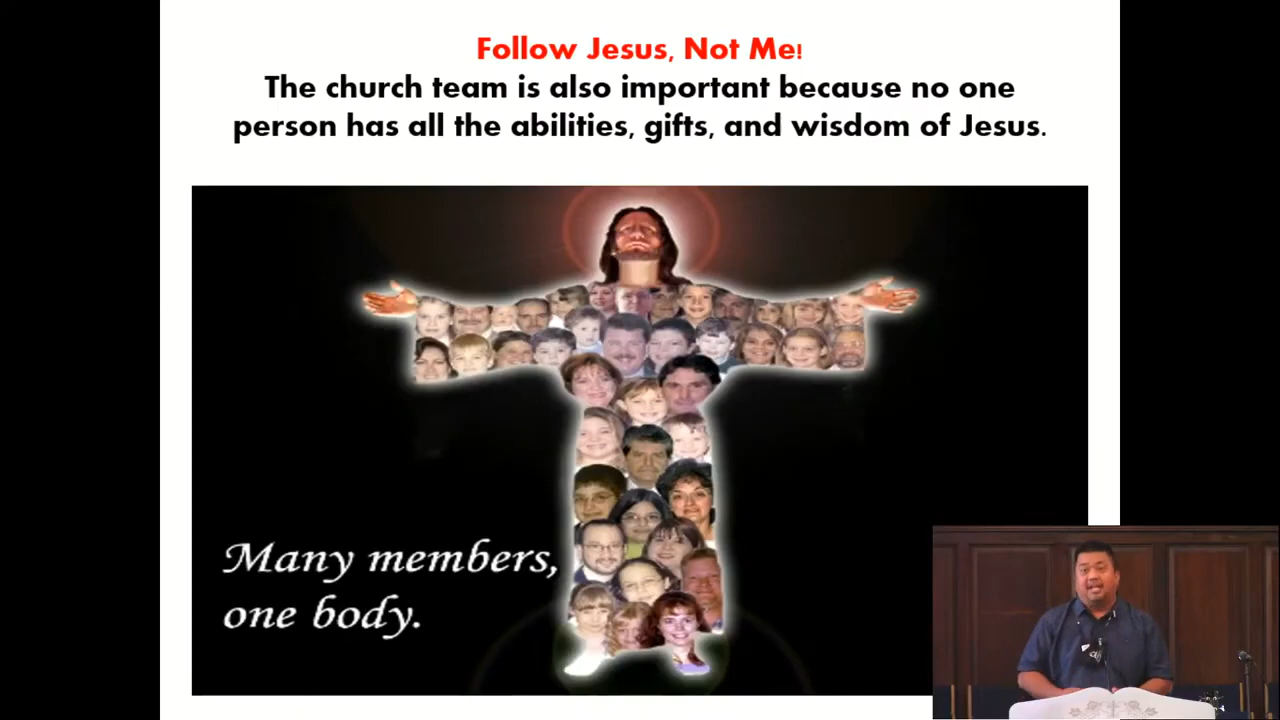 Follow Jesus, Not Me!
The church team is also important because no one
person has all the abilities, gifts, and wisdom of Jesus.
Many members,
one body.